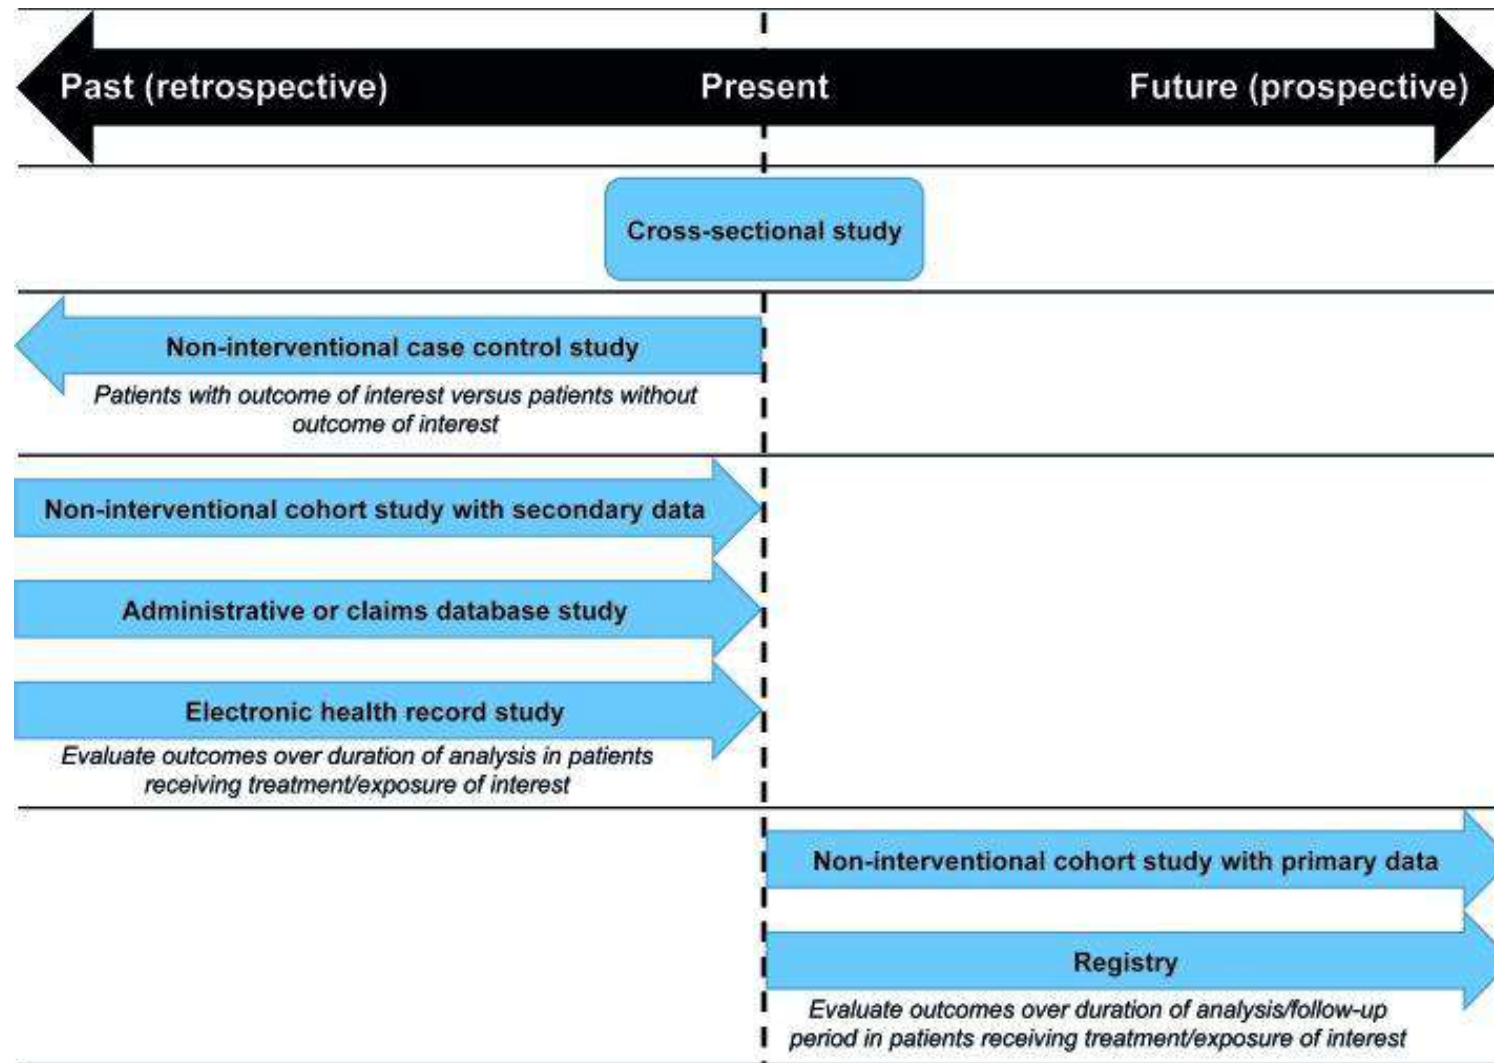 Past (retrospective)
Present
Future (prospective)
Cross-sectional study
Non-interventional case control study
Patients with outcome of interest versus patients without
outcome of interest
Non-interventional cohort study with secondary data
Administrative or claims database study
Electronic health record study
Evaluate outcomes over duration of analysis in patients
receiving treatment/exposure of interest
Non-interventional cohort study with primary data
Registry
Evaluate outcomes over duration of analysis/follow-up
period in patients receiving treatment/exposure of interest